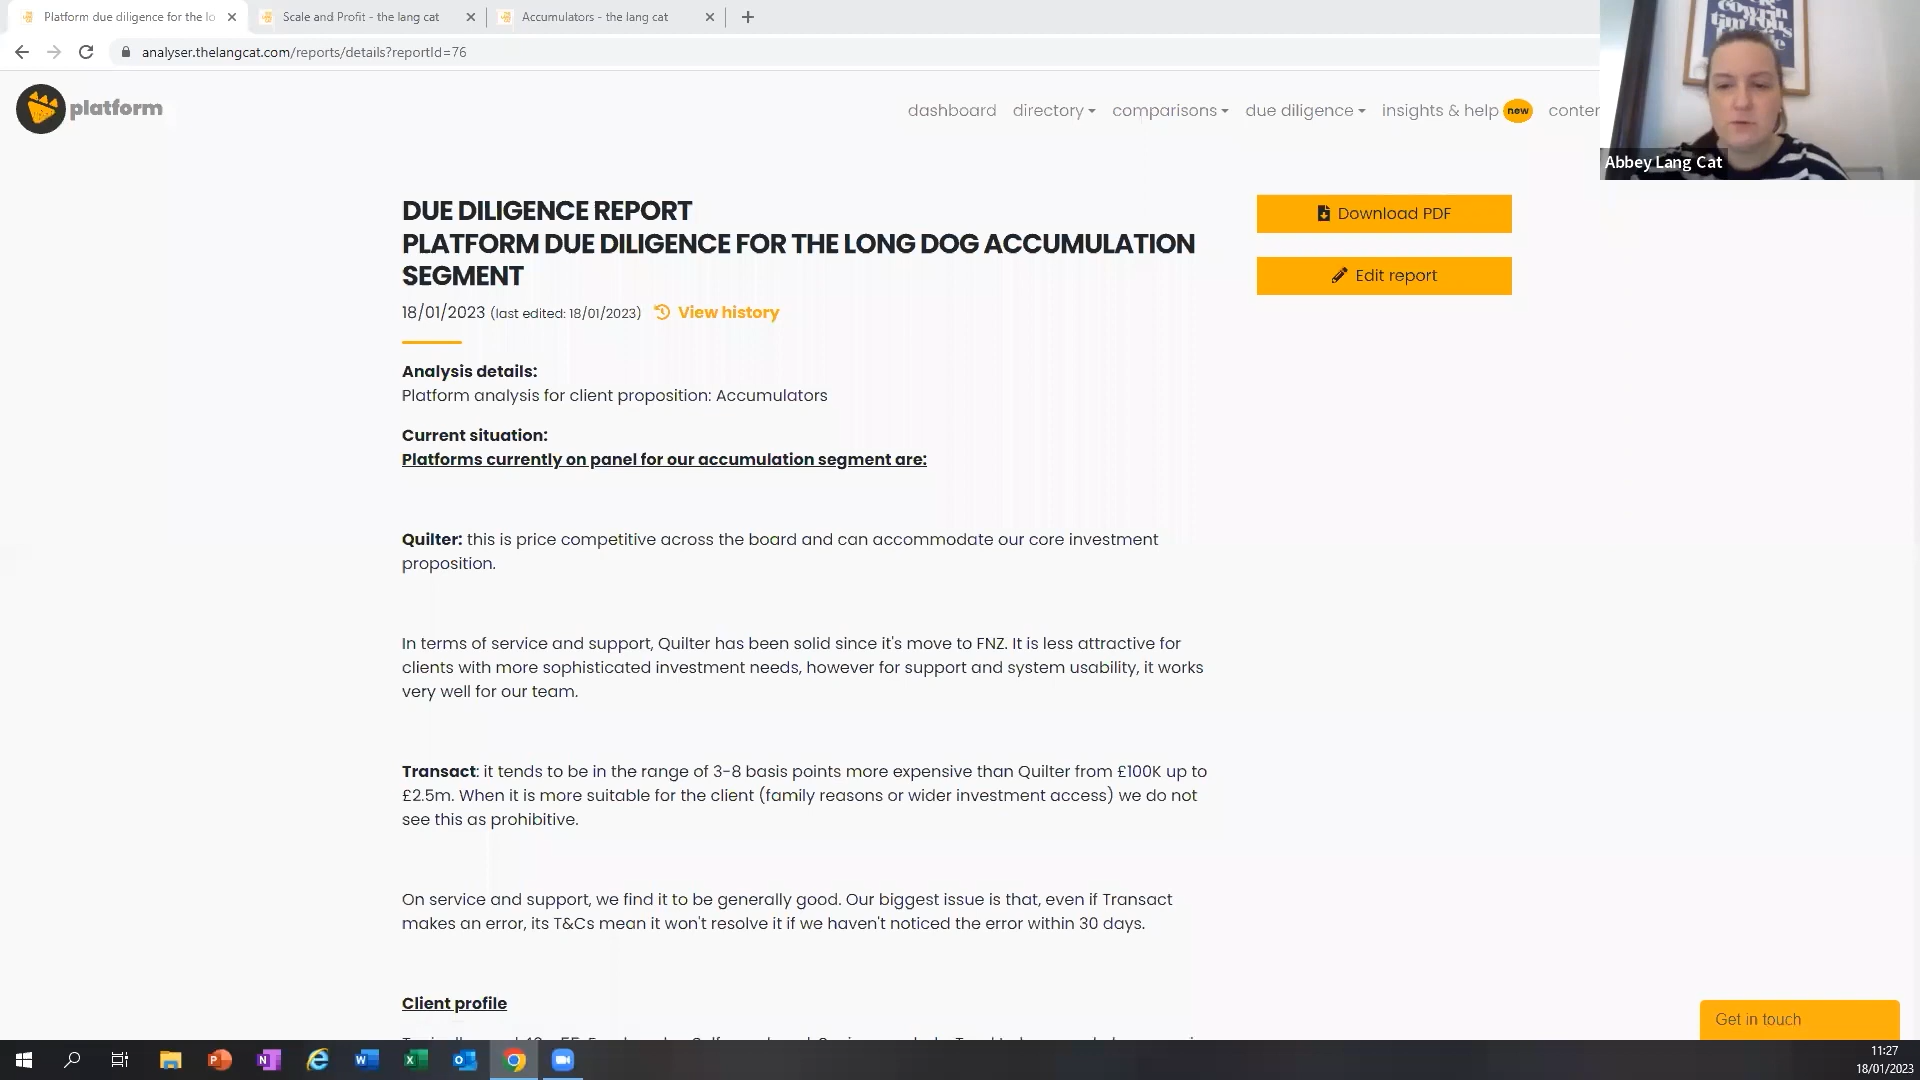 Platform due diligence for the lo
Scale and Profit - the lang cat
Accumulators - the lang cat
analyser.thelangcat.com/reports/details?reportId=76
platform
dashboard directory comparisons due diligence insights & help new conter
Abbey Lang Cat
DUE DILIGENCE REPORT
PLATFORM DUE DILIGENCE FOR THE LONG DOG ACCUMULATION
SEGMENT
18/01/2023 (last edited: 18/01/2023) View history
Download PDF
Edit report
Analysis details:
Platform analysis for client proposition: Accumulators
Current situation:
Platforms currently on panel for our accumulation segment are:
Quilter: this is price competitive across the board and can accommodate our core investment
proposition.
In terms of service and support, Quilter has been solid since it's move to FNZ. It is less attractive for
clients with more sophisticated investment needs, however for support and system usability, it works
very well for our team.
Transact: it tends to be in the range of 3-8 basis points more expensive than Quilter from £100K up to
£2.5m. When it is more suitable for the client (family reasons or wider investment access) we do not
see this as prohibitive.
On service and support, we find it to be generally good. Our biggest issue is that, even if Transact
makes an error, its T&Cs mean it won't resolve it if we haven't noticed the error within 30 days.
Client profile
Get in touch
11:27
18/01/2023